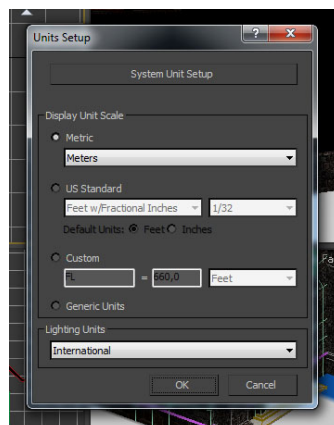 Units Setup
System Unit Setup
Display Unit Scale
Metric
Meters
US Standard
Feet w/Fractional Inches 1/32
Default Units: Feet Inches
Custom
FL = 660,0 Feet
Generic Units
Lighting Units
International
OK Cancel